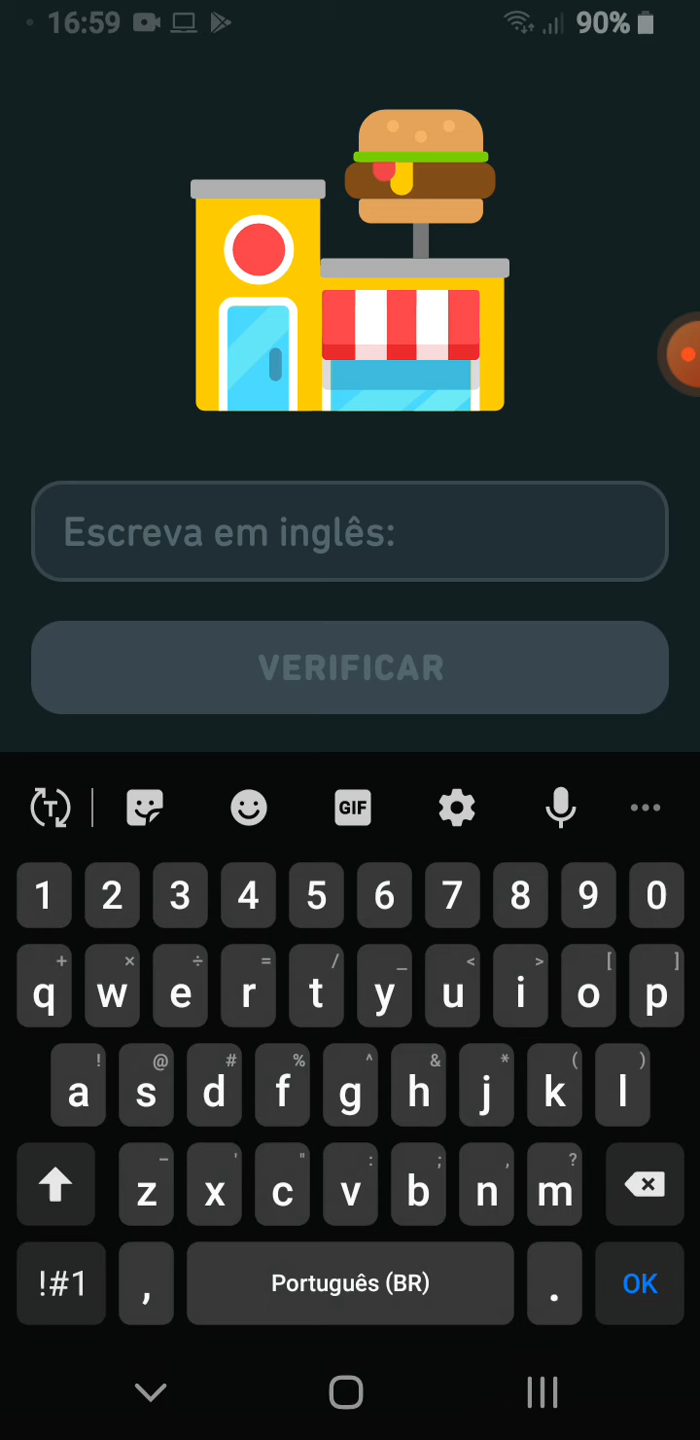 16:59 90%
Escreva em inglês:
VERIFICAR
T GIF ...
1 2 3 4 5 6 7 8 9 0
+ × ÷ = / _ < > [ ]
q w e r t y u i o p
! @ # % ^ & * ( )
a s d f g h j k l
- ' " : ; , ?
z x c v b n m
!#1 , Português (BR) . OK